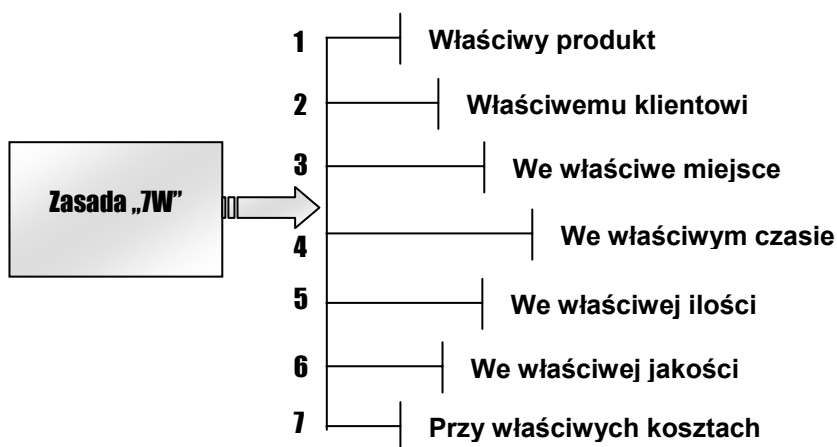 1 Właściwy produkt
2 Właściwemu klientowi
3 We właściwe miejsce
Zasada „7W”
4 We właściwym czasie
5 We właściwej ilości
6 We właściwej jakości
7 Przy właściwych kosztach